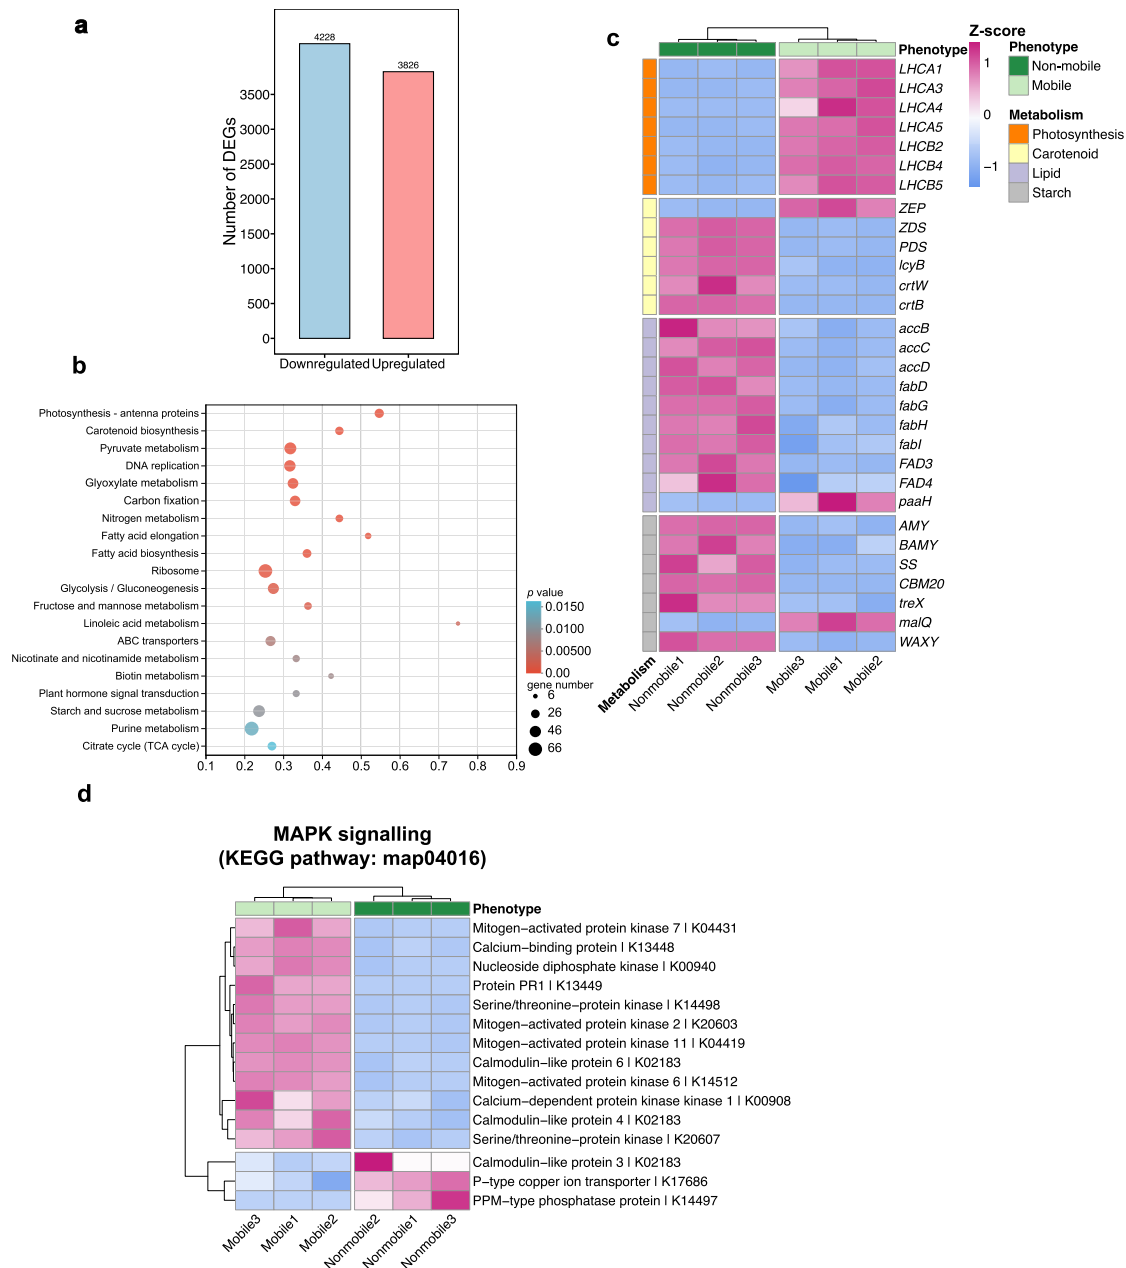 a
4228
3826
Number of DEGs
3500
3000
2500
2000
1500
1000
500
0
Downregulated Upregulated
b
Photosynthesis - antenna proteins
Carotenoid biosynthesis
Pyruvate metabolism
DNA replication
Glyoxylate metabolism
Carbon fixation
Nitrogen metabolism
Fatty acid elongation
Fatty acid biosynthesis
Ribosome
Glycolysis / Gluconeogenesis
Fructose and mannose metabolism
Linoleic acid metabolism
ABC transporters
Nicotinate and nicotinamide metabolism
Biotin metabolism
Plant hormone signal transduction
Starch and sucrose metabolism
Purine metabolism
Citrate cycle (TCA cycle)
0.1 0.2 0.3 0.4 0.5 0.6 0.7 0.8 0.9
p value
0.0150
0.0100
0.00500
0.00
gene number
6
26
46
66
c
Phenotype
LHCA1
LHCA3
LHCA4
LHCA5
LHCB2
LHCB4
LHCB5
ZEP
ZDS
PDS
lcyB
crtW
crtB
accB
accC
accD
fabD
fabG
fabH
fabI
FAD3
FAD4
paaH
AMY
BAMY
SS
CBM20
treX
malQ
WAXY
Metabolism
Nonmobile1
Nonmobile2
Nonmobile3
Mobile3
Mobile1
Mobile2
Z-score
1
0
−1
Phenotype
Non-mobile
Mobile
Metabolism
Photosynthesis
Carotenoid
Lipid
Starch
d
MAPK signalling
(KEGG pathway: map04016)
Phenotype
Mitogen−activated protein kinase 7 | K04431
Calcium−binding protein | K13448
Nucleoside diphosphate kinase | K00940
Protein PR1 | K13449
Serine/threonine−protein kinase | K14498
Mitogen−activated protein kinase 2 | K20603
Mitogen−activated protein kinase 11 | K04419
Calmodulin−like protein 6 | K02183
Mitogen−activated protein kinase 6 | K14512
Calcium−dependent protein kinase kinase 1 | K00908
Calmodulin−like protein 4 | K02183
Serine/threonine−protein kinase | K20607
Calmodulin−like protein 3 | K02183
P−type copper ion transporter | K17686
PPM−type phosphatase protein | K14497
Mobile3
Mobile1
Mobile2
Nonmobile2
Nonmobile1
Nonmobile3